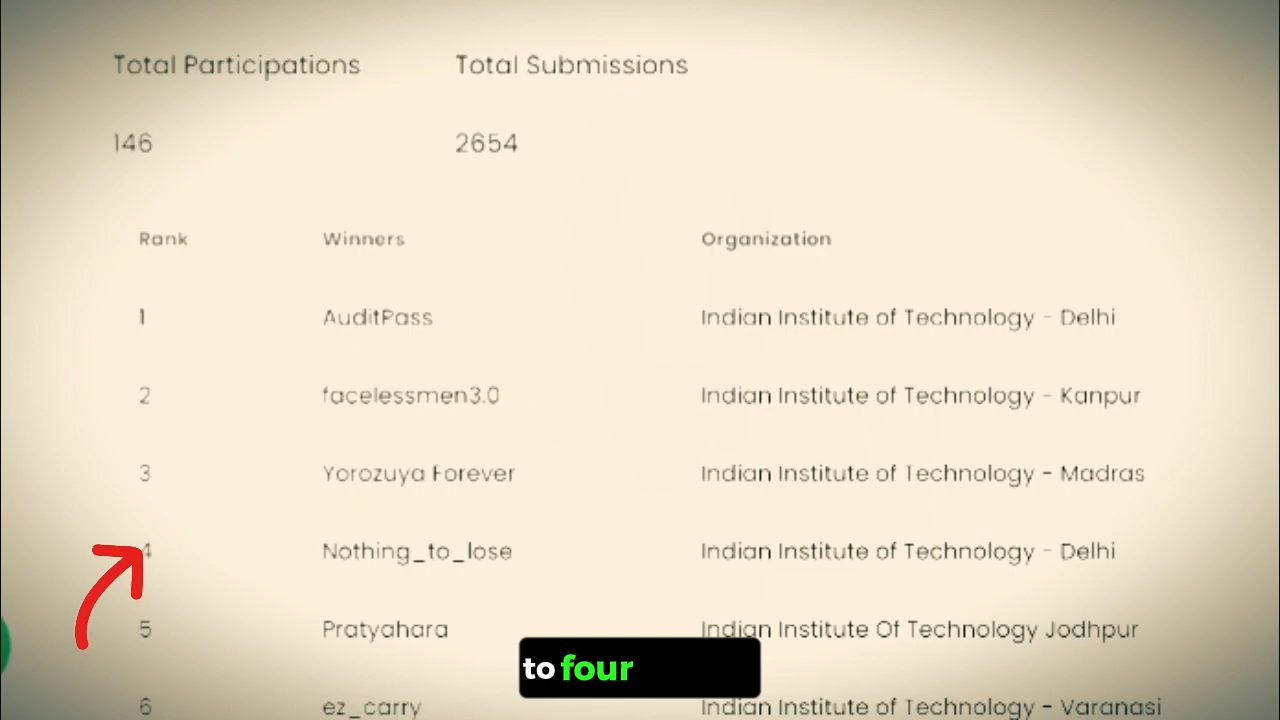 Total Participations Total Submissions
146 2654
Rank Winners Organization
1 AuditPass Indian Institute of Technology - Delhi
2 facelessmen3.0 Indian Institute of Technology - Kanpur
3 Yorozuya Forever Indian Institute of Technology - Madras
4 Nothing_to_lose Indian Institute of Technology - Delhi
5 Pratyahara Indian Institute Of Technology Jodhpur
to four
6 ez_carry Indian Institute of Technology - Varanasi